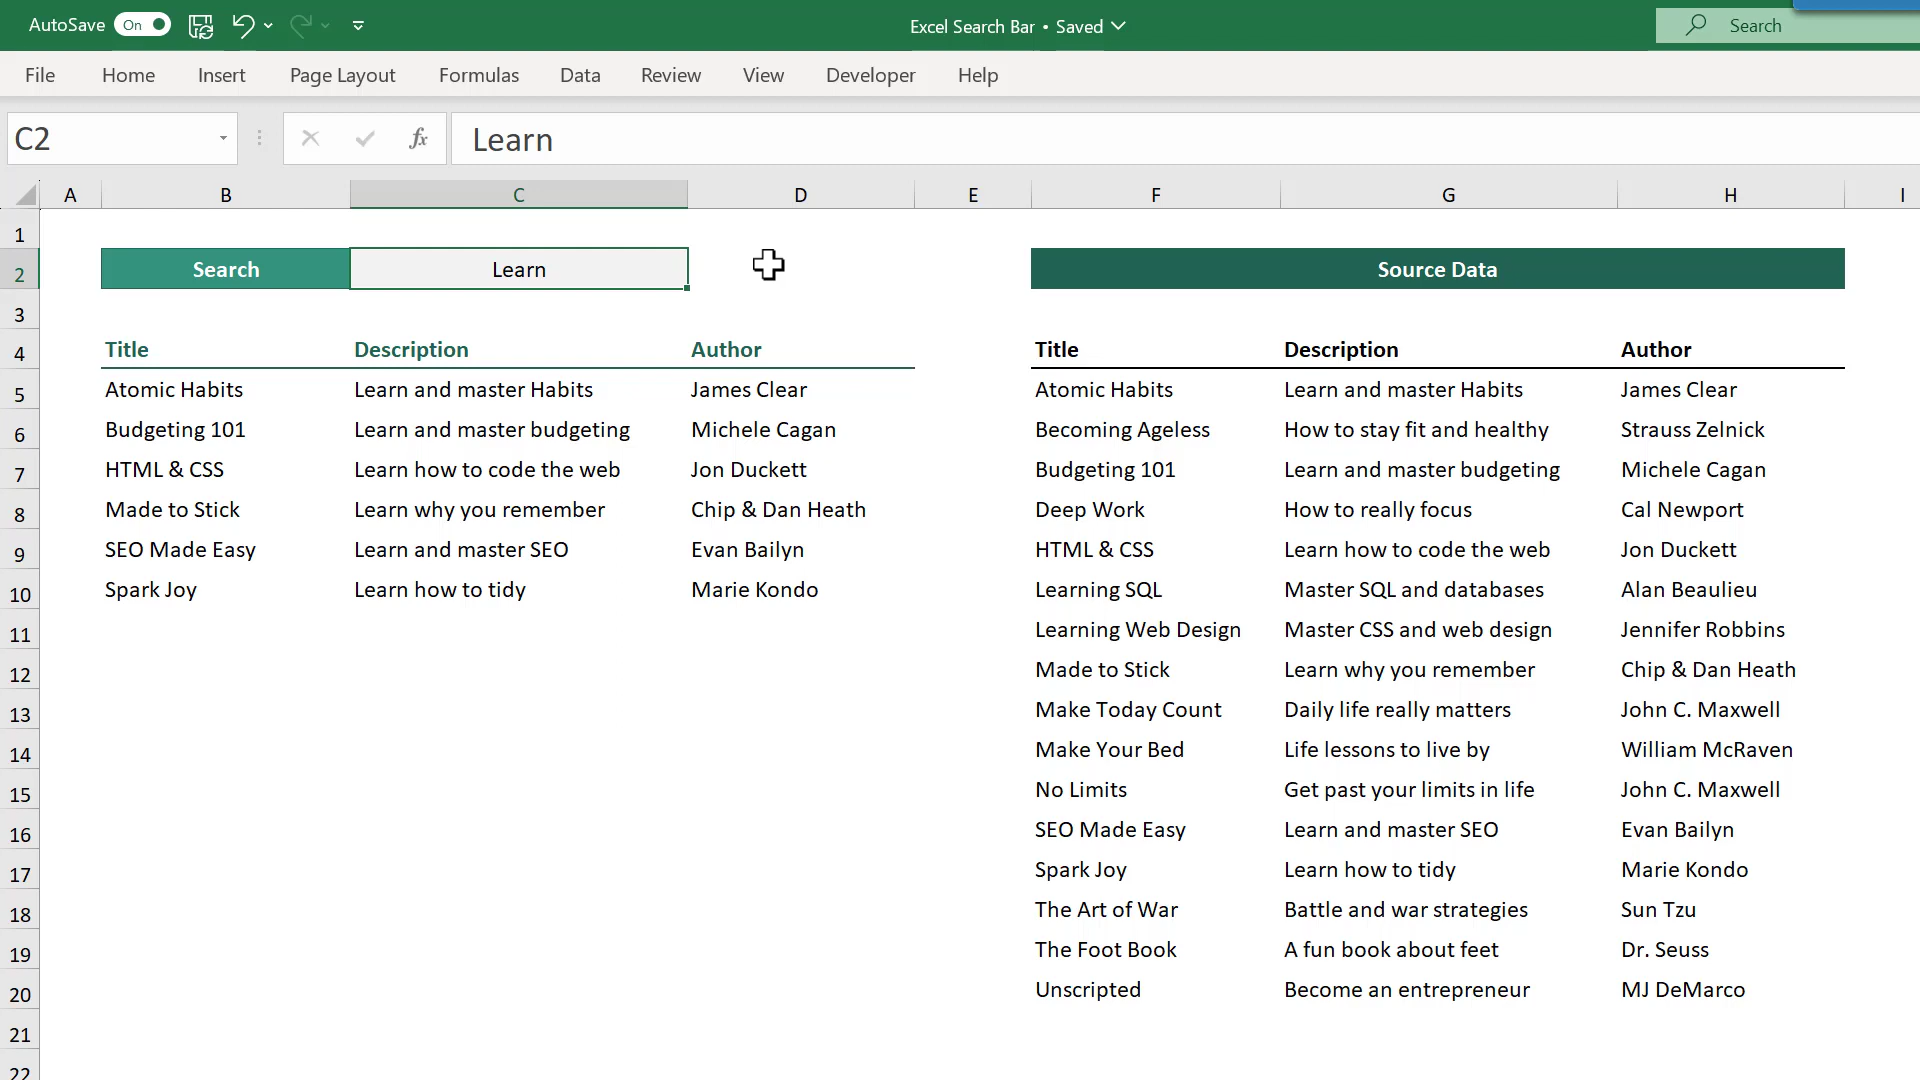 AutoSave On Excel Search Bar • Saved Search
File Home Insert Page Layout Formulas Data Review View Developer Help
C2 fx Learn
A B C D E F G H I
1
2 Search Learn Source Data
3
4 Title Description Author Title Description Author
5 Atomic Habits Learn and master Habits James Clear Atomic Habits Learn and master Habits James Clear
6 Budgeting 101 Learn and master budgeting Michele Cagan Becoming Ageless How to stay fit and healthy Strauss Zelnick
7 HTML & CSS Learn how to code the web Jon Duckett Budgeting 101 Learn and master budgeting Michele Cagan
8 Made to Stick Learn why you remember Chip & Dan Heath Deep Work How to really focus Cal Newport
9 SEO Made Easy Learn and master SEO Evan Bailyn HTML & CSS Learn how to code the web Jon Duckett
10 Spark Joy Learn how to tidy Marie Kondo Learning SQL Master SQL and databases Alan Beaulieu
11 Learning Web Design Master CSS and web design Jennifer Robbins
12 Made to Stick Learn why you remember Chip & Dan Heath
13 Make Today Count Daily life really matters John C. Maxwell
14 Make Your Bed Life lessons to live by William McRaven
15 No Limits Get past your limits in life John C. Maxwell
16 SEO Made Easy Learn and master SEO Evan Bailyn
17 Spark Joy Learn how to tidy Marie Kondo
18 The Art of War Battle and war strategies Sun Tzu
19 The Foot Book A fun book about feet Dr. Seuss
20 Unscripted Become an entrepreneur MJ DeMarco
21
22